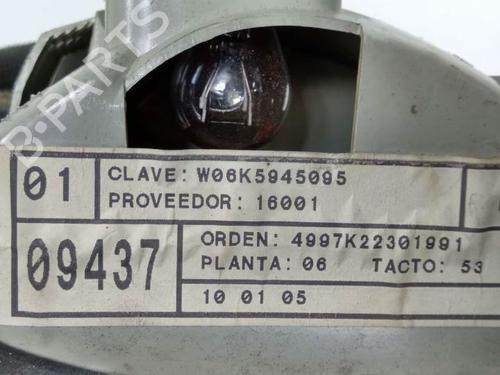 B-PARTS
01
CLAVE: W06K5945095
PROVEEDOR: 16001
09437
ORDEN: 4997K22301991
PLANTA: 06 TACTO: 53
10 01 05